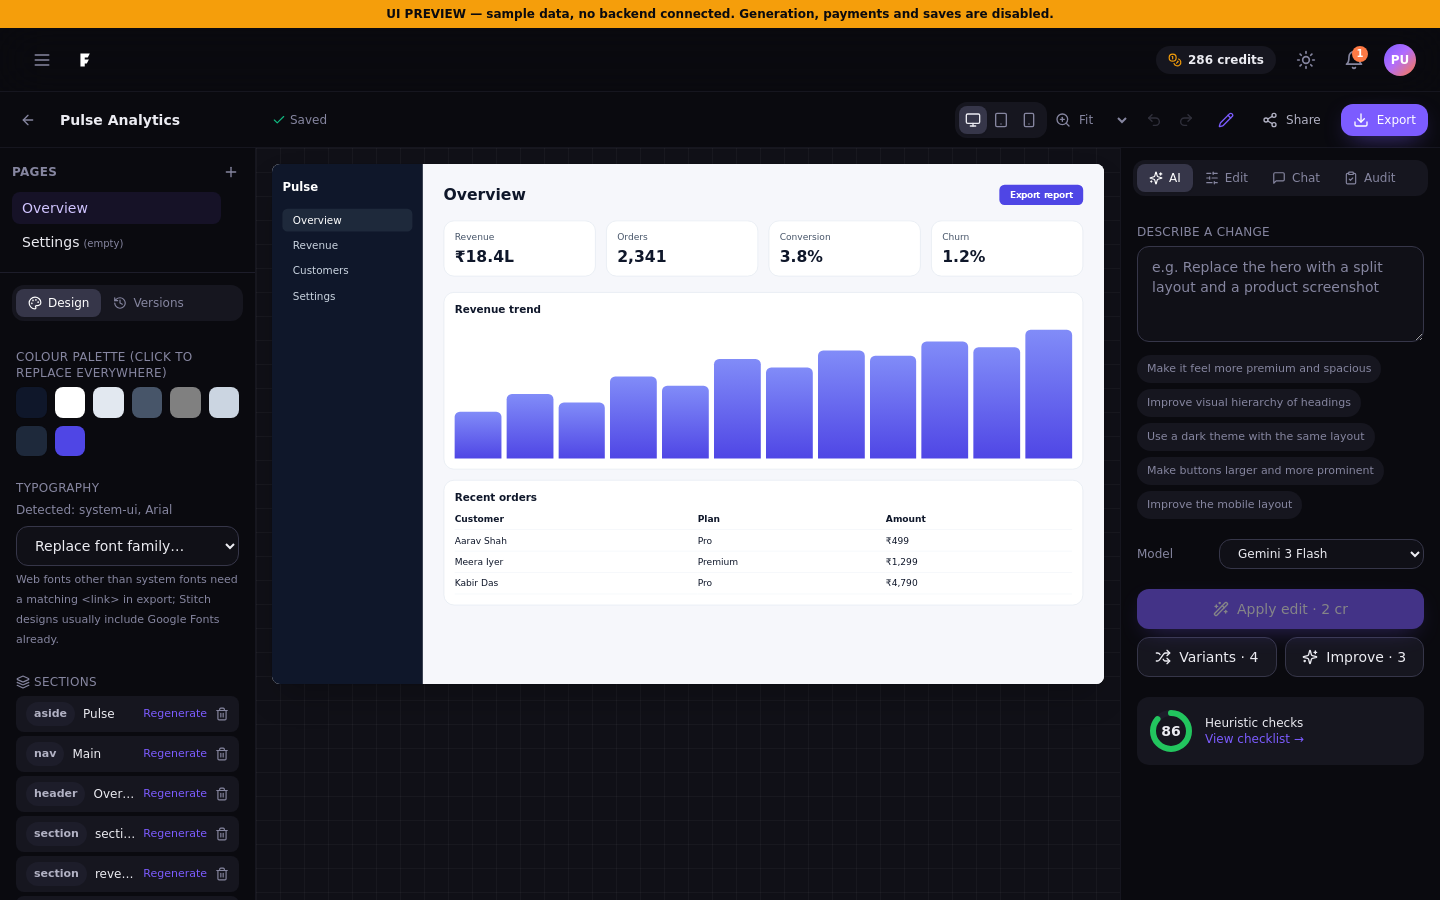 UI PREVIEW — sample data, no backend connected. Generation, payments and saves are disabled.
286 credits
1
PU
Pulse Analytics
Saved
Fit
Share
Export
PAGES
Overview
Settings (empty)
Design
Versions
COLOUR PALETTE (CLICK TO
REPLACE EVERYWHERE)
TYPOGRAPHY
Detected: system-ui, Arial
Replace font family...
Web fonts other than system fonts need
a matching <link> in export; Stitch
designs usually include Google Fonts
already.
SECTIONS
aside Pulse Regenerate
nav Main Regenerate
header Over... Regenerate
section secti... Regenerate
section reve... Regenerate
Pulse
Overview
Revenue
Customers
Settings
Overview
Export report
Revenue
₹18.4L
Orders
2,341
Conversion
3.8%
Churn
1.2%
Revenue trend
Recent orders
Customer Plan Amount
Aarav Shah Pro ₹499
Meera Iyer Premium ₹1,299
Kabir Das Pro ₹4,790
AI
Edit
Chat
Audit
DESCRIBE A CHANGE
e.g. Replace the hero with a split
layout and a product screenshot
Make it feel more premium and spacious
Improve visual hierarchy of headings
Use a dark theme with the same layout
Make buttons larger and more prominent
Improve the mobile layout
Model
Gemini 3 Flash
Apply edit · 2 cr
Variants · 4
Improve · 3
86
Heuristic checks
View checklist →